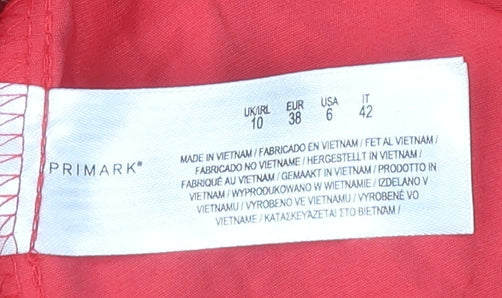 UK/IRL EUR USA IT
10 38 6 42
PRIMARK®
MADE IN VIETNAM / FABRICADO EN VIETNAM / FET AL VIETNAM /
FABRICADO NO VIETNAME / HERGESTELLT IN VIETNAM /
FABRIQUÉ AU VIETNAM / GEMAAKT IN VIETNAM / PRODOTTO IN
VIETNAM / WYPRODUKOWANO W WIETNAMIE / IZDELANO V
VIETNAMU / VYROBENO VE VIETNAMU / VYROBENÉ VO
VIETNAME / ΚΑΤΑΣΚΕΥΑΖΕΤΑΙ ΣΤΟ ΒΙΕΤΝΑΜ /